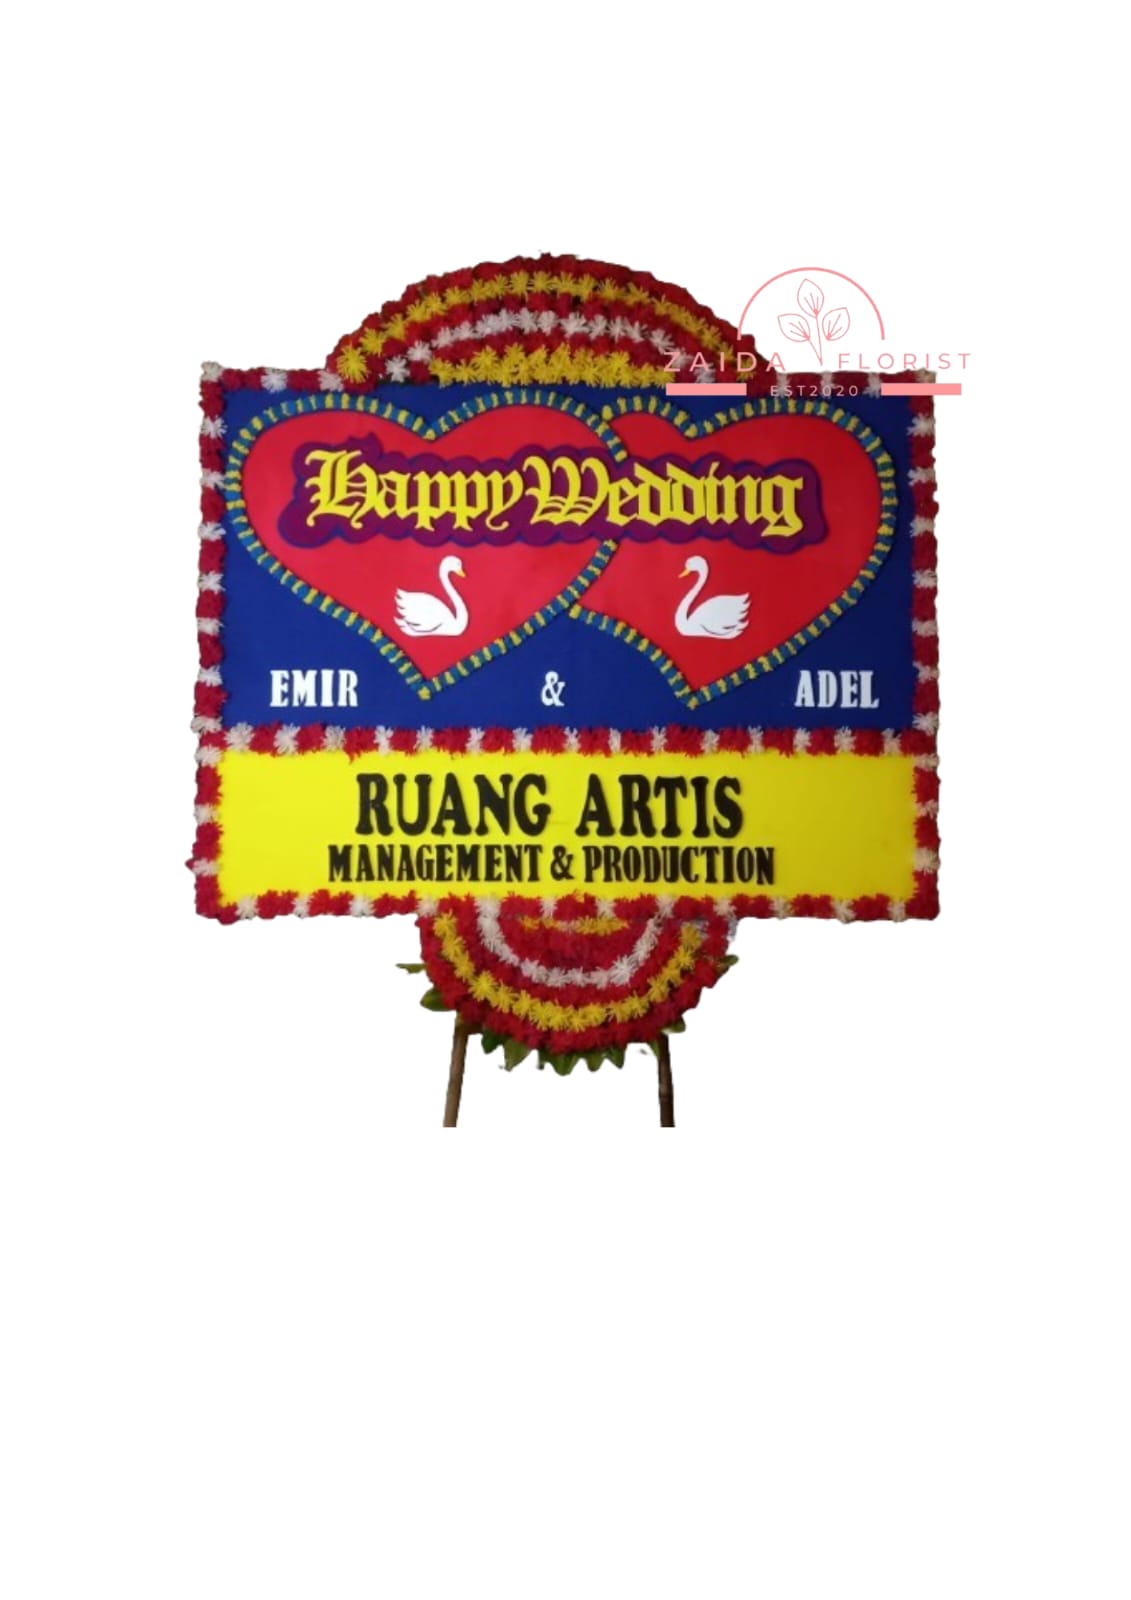 ZAIDA FLORIST
EST2020
Happy Wedding
EMIR & ADEL
RUANG ARTIS
MANAGEMENT & PRODUCTION